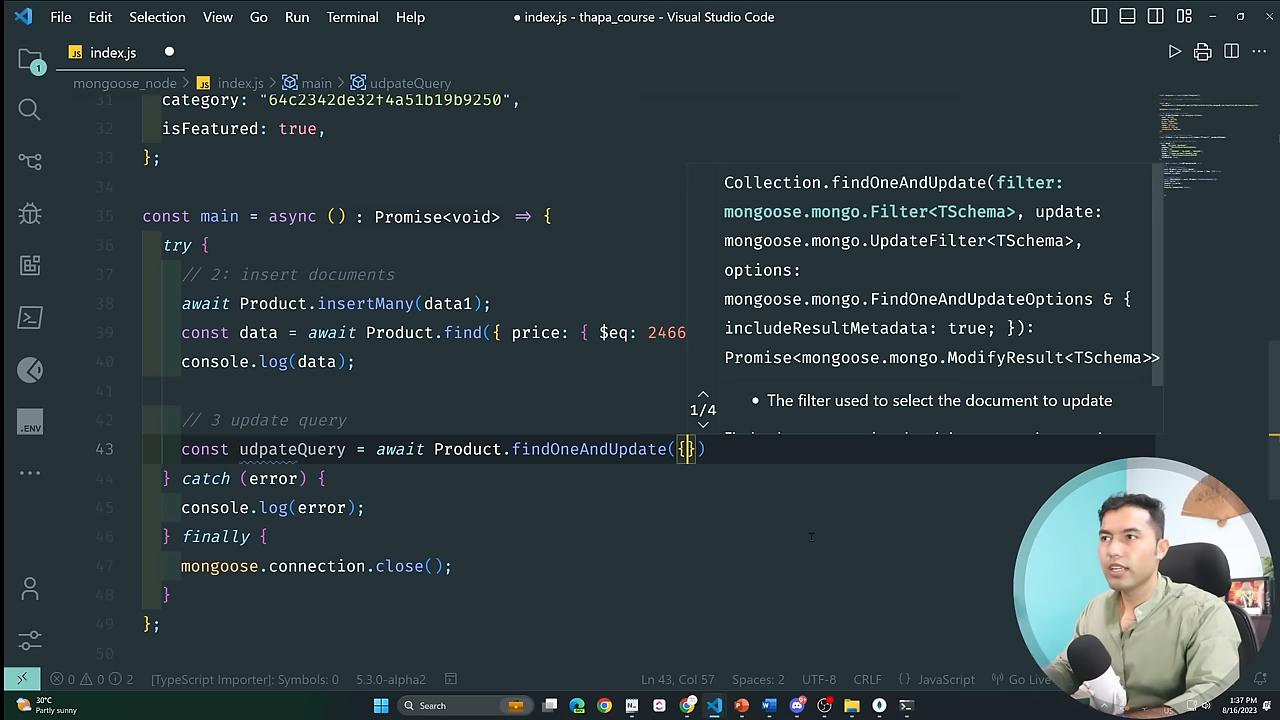 File Edit Selection View Go Run Terminal Help
● index.js - thapa_course - Visual Studio Code
JS index.js
mongoose_node > JS index.js > main > udpateQuery
31 category: "64c2342de32f4a51b19b9250",
32 isFeatured: true,
33 };
34
35 const main = async () : Promise<void> ⇒ {
36 try {
37 // 2: insert documents
38 await Product.insertMany(data1);
39 const data = await Product.find({ price: { $eq: 2466
40 console.log(data);
41
42 // 3 update query
43 const udpateQuery = await Product.findOneAndUpdate({})
44 } catch (error) {
45 console.log(error);
46 } finally {
47 mongoose.connection.close();
48 }
49 };
50
Collection.findOneAndUpdate(filter:
mongoose.mongo.Filter<TSchema>, update:
mongoose.mongo.UpdateFilter<TSchema>,
options:
mongoose.mongo.FindOneAndUpdateOptions & {
includeResultMetadata: true; }):
Promise<mongoose.mongo.ModifyResult<TSchema>>
1/4
• The filter used to select the document to update
1
.ENV
0 0 2 [TypeScript Importer]: Symbols: 0 5.3.0-alpha2
Ln 43, Col 57 Spaces: 2 UTF-8 CRLF {} JavaScript Go Live
30°C
Partly sunny
Search
1:37 PM
8/16/2023